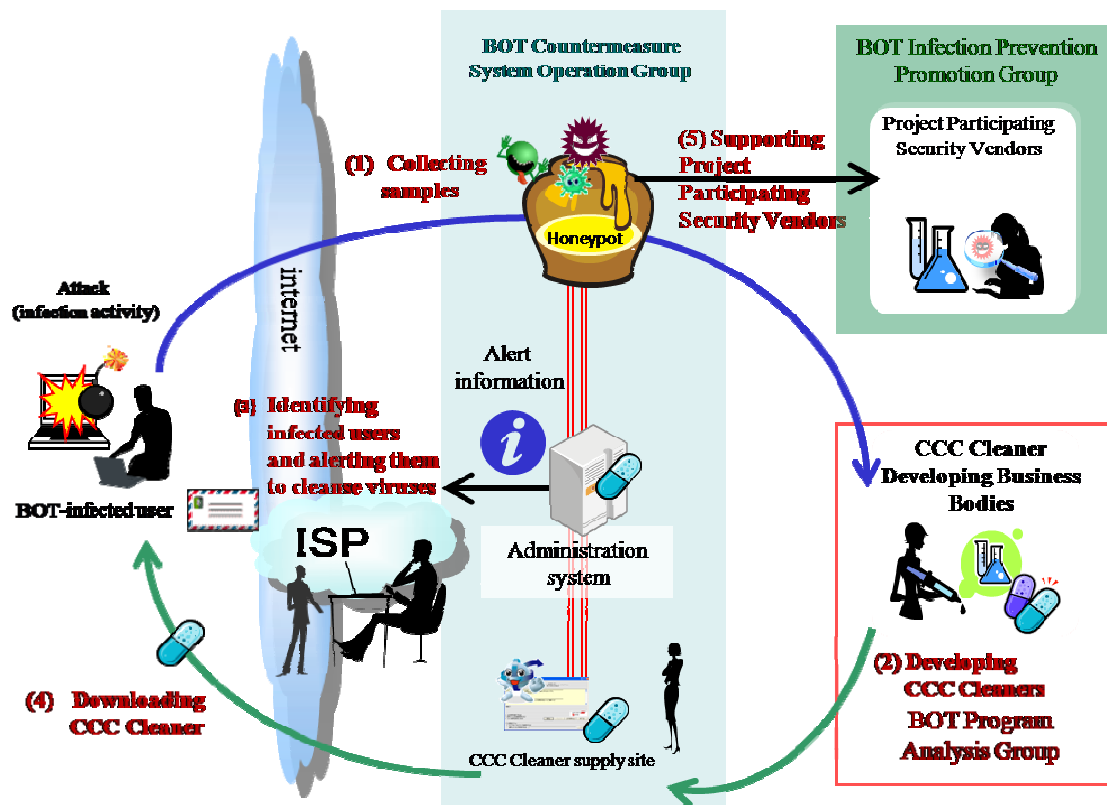 BOT Countermeasure
System Operation Group
BOT Infection Prevention
Promotion Group
Project Participating
Security Vendors
(1) Collecting
samples
(5) Supporting
Project
Participating
Security Vendors
Honeypot
internet
Attack
(infection activity)
Alert
information
(3) Identifying
infected users
and alerting them
to cleanse viruses
BOT-infected user
ISP
Administration
system
CCC Cleaner
Developing Business
Bodies
(2) Developing
CCC Cleaners
BOT Program
Analysis Group
(4) Downloading
CCC Cleaner
CCC Cleaner supply site